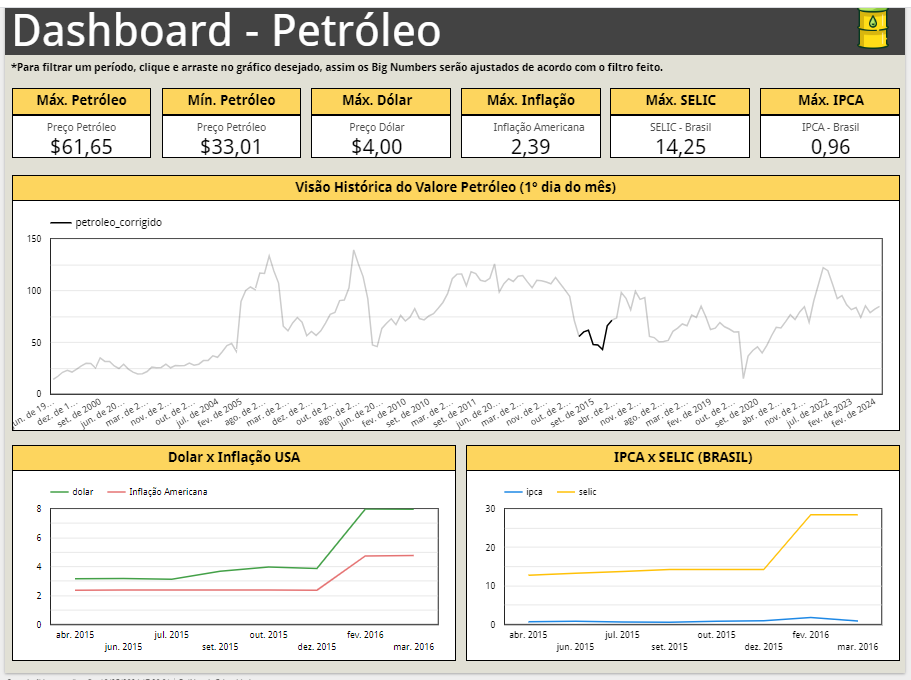 Dashboard - Petróleo
*Para filtrar um período, clique e arraste no gráfico desejado, assim os Big Numbers serão ajustados de acordo com o filtro feito.
Máx. Petróleo
Preço Petróleo
$61,65
Mín. Petróleo
Preço Petróleo
$33,01
Máx. Dólar
Preço Dólar
$4,00
Máx. Inflação
Inflação Americana
2,39
Máx. SELIC
SELIC - Brasil
14,25
Máx. IPCA
IPCA - Brasil
0,96
Visão Histórica do Valore Petróleo (1º dia do mês)
petroleo_corrigido
150
100
50
0
jun. de 19... dez. de 1... set. de 2000 jun. de 20... mar. de 2... nov. de 2... out. de 2... jul. de 2004 fev. de 2005 ago. de 2... mar. de 2... dez. de 2... out. de 2... ago. de 2... jun. de 20... fev. de 2010 out. de 2010 mar. de 2... set. de 2011 jun. de 20... mar. de 2... nov. de 2... out. de 2... set. de 2015 abr. de 2... nov. de 2... ago. de 2... mar. de 2... fev. de 2019 out. de 2... set. de 2020 abr. de 2... nov. de 2... jul. de 2022 fev. de 2023 fev. de 2024
Dolar x Inflação USA
dolar Inflação Americana
8
6
4
2
0
abr. 2015 jul. 2015 out. 2015 fev. 2016
jun. 2015 set. 2015 dez. 2015 mar. 2016
IPCA x SELIC (BRASIL)
ipca selic
30
20
10
0
abr. 2015 jul. 2015 out. 2015 fev. 2016
jun. 2015 set. 2015 dez. 2015 mar. 2016